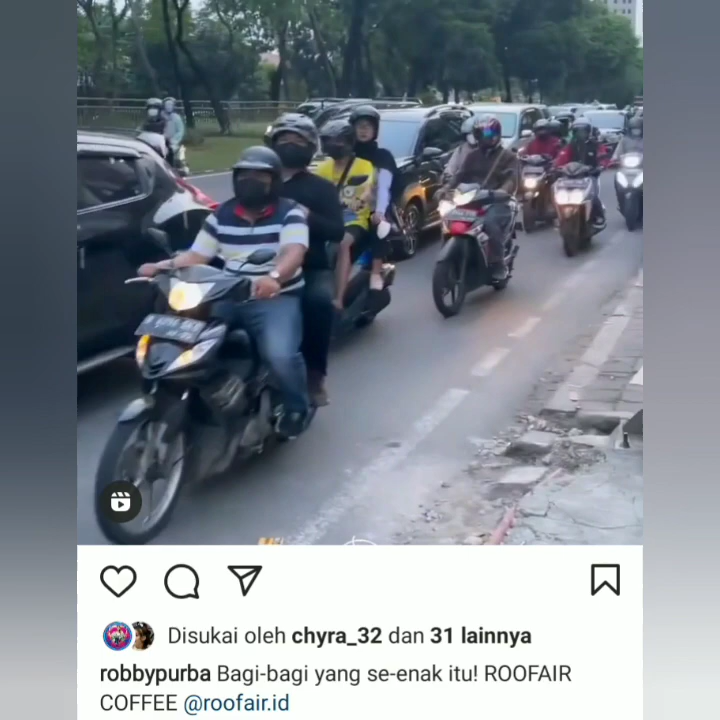 Disukai oleh chyra_32 dan 31 lainnya
robbypurba Bagi-bagi yang se-enak itu! ROOFAIR
COFFEE @roofair.id